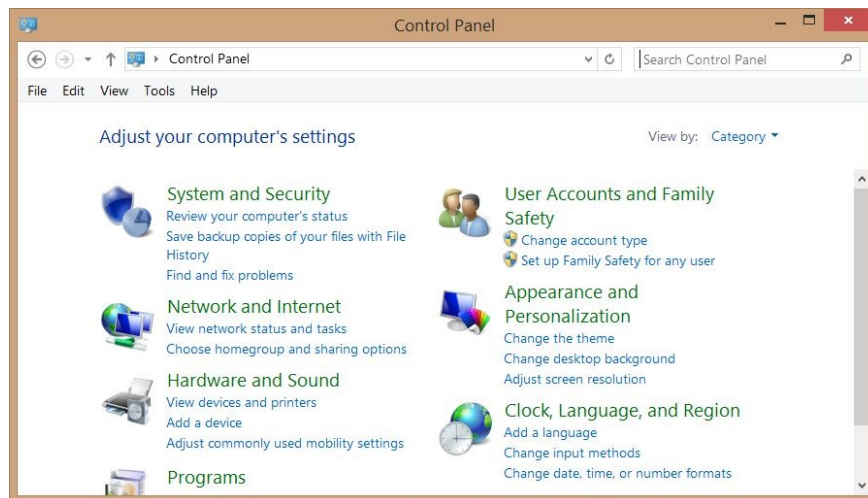 Control Panel
Control Panel
Search Control Panel
File Edit View Tools Help
Adjust your computer's settings
View by: Category
System and Security
Review your computer's status
Save backup copies of your files with File
History
Find and fix problems
Network and Internet
View network status and tasks
Choose homegroup and sharing options
Hardware and Sound
View devices and printers
Add a device
Adjust commonly used mobility settings
Programs
User Accounts and Family
Safety
Change account type
Set up Family Safety for any user
Appearance and
Personalization
Change the theme
Change desktop background
Adjust screen resolution
Clock, Language, and Region
Add a language
Change input methods
Change date, time, or number formats